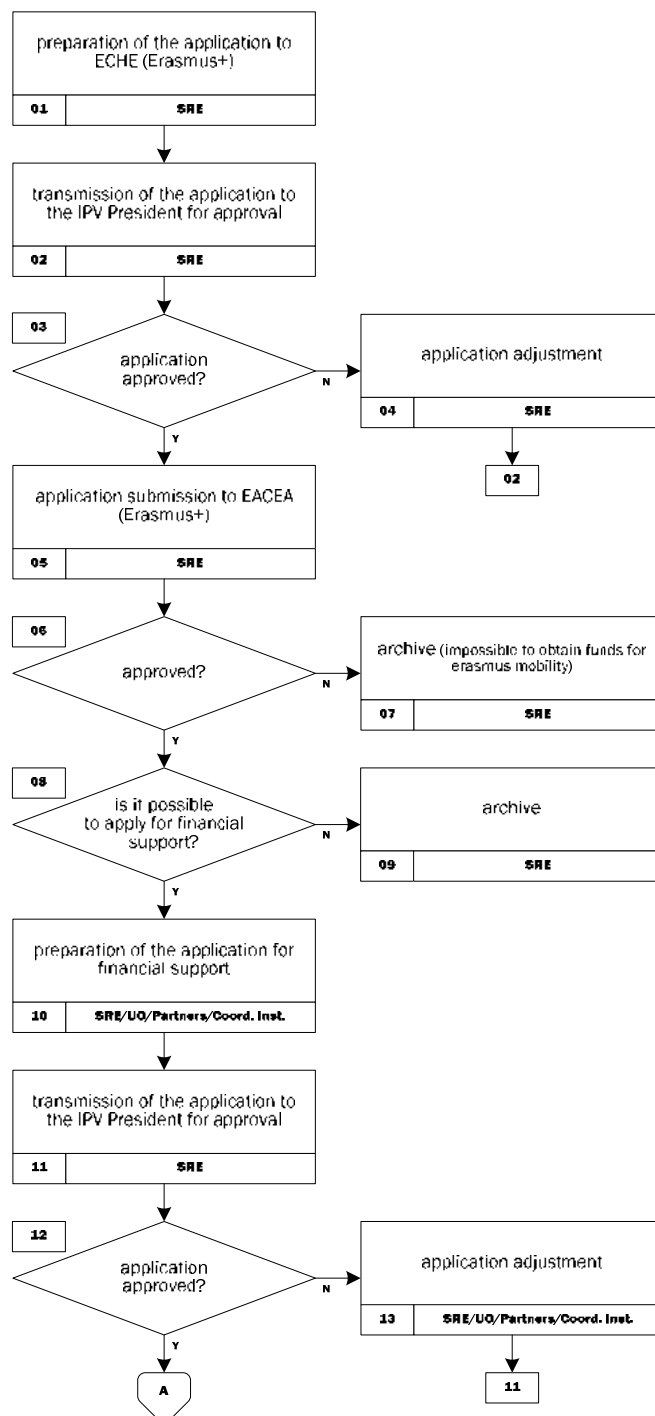 preparation of the application to
ECHE (Erasmus+)
01 SRE
transmission of the application to
the IPV President for approval
02 SRE
03
application
approved?
N
Y
application adjustment
04 SRE
02
application submission to EACEA
(Erasmus+)
05 SRE
06
approved?
N
Y
archive (impossible to obtain funds for
erasmus mobility)
07 SRE
08
is it possible
to apply for financial
support?
N
Y
archive
09 SRE
preparation of the application for
financial support
10 SRE/UO/Partners/Coord. Inst.
transmission of the application to
the IPV President for approval
11 SRE
12
application
approved?
N
Y
application adjustment
13 SRE/UO/Partners/Coord. Inst.
11
A